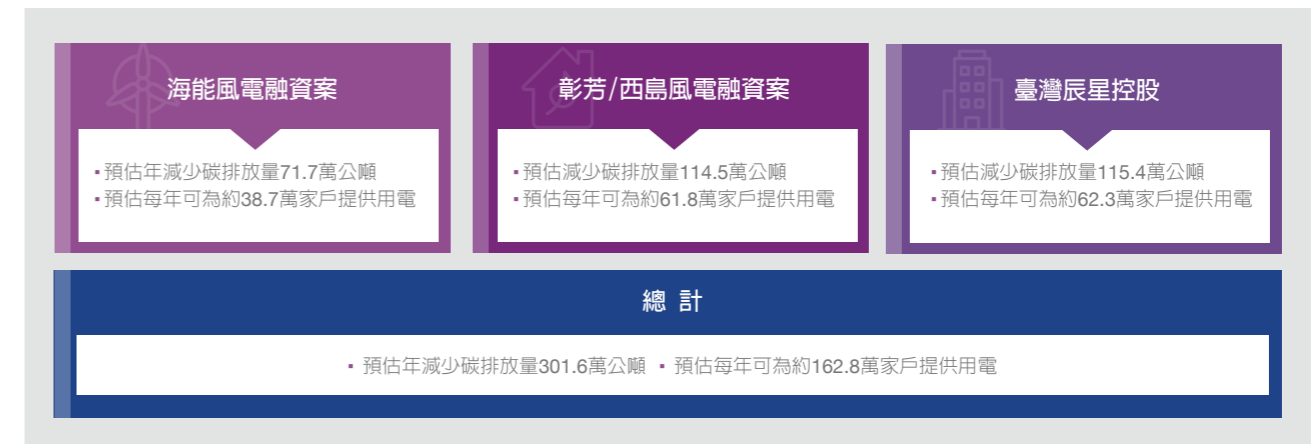 海能風電融資案
▪預估年減少碳排放量71.7萬公噸
▪預估每年可為約38.7萬家戶提供用電
彰芳/西島風電融資案
▪預估減少碳排放量114.5萬公噸
▪預估每年可為約61.8萬家戶提供用電
臺灣辰星控股
▪預估減少碳排放量115.4萬公噸
▪預估每年可為約62.3萬家戶提供用電
總 計
▪ 預估年減少碳排放量301.6萬公噸 ▪ 預估每年可為約162.8萬家戶提供用電